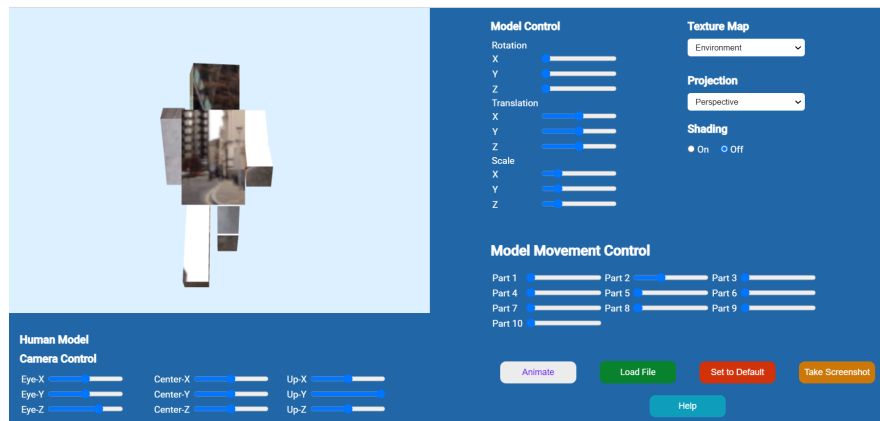 Model Control
Rotation
X
Y
Z
Translation
X
Y
Z
Scale
X
Y
Z
Texture Map
Environment
Projection
Perspective
Shading
On Off
Model Movement Control
Part 1 Part 2 Part 3
Part 4 Part 5 Part 6
Part 7 Part 8 Part 9
Part 10
Human Model
Camera Control
Eye-X Center-X Up-X
Eye-Y Center-Y Up-Y
Eye-Z Center-Z Up-Z
Animate Load File Set to Default Take Screenshot
Help